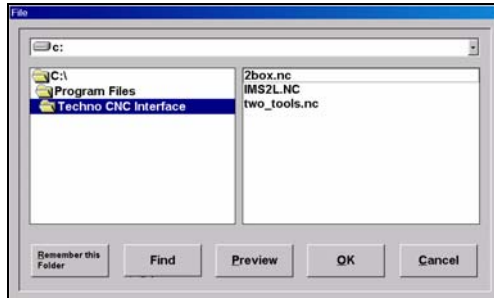 File
c:
C:\
Program Files
Techno CNC Interface
2box.nc
IMS2L.NC
two_tools.nc
Remember this
Folder
Find
Preview
OK
Cancel